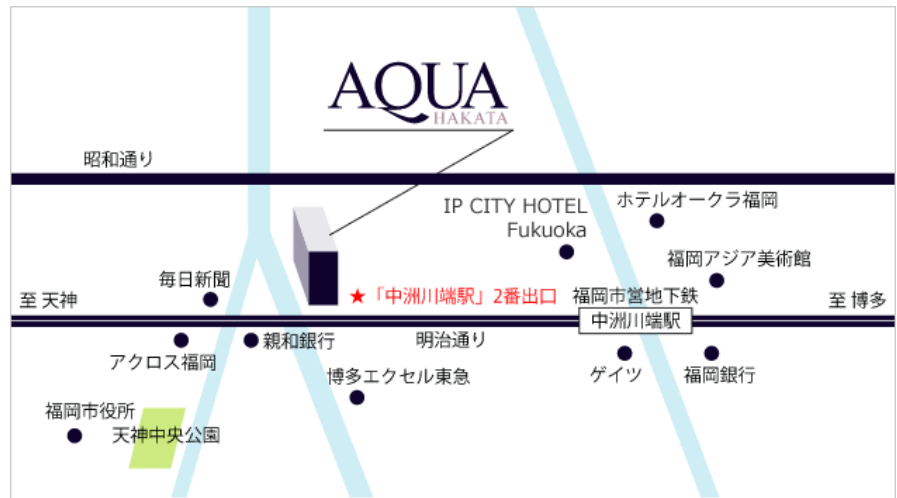 AQUA
HAKATA
昭和通り
IP CITY HOTEL
Fukuoka
ホテルオークラ福岡
福岡アジア美術館
毎日新聞
至 天神
★「中洲川端駅」2番出口
福岡市営地下鉄
至 博多
中洲川端駅
親和銀行
明治通り
アクロス福岡
博多エクセル東急
ゲイツ
福岡銀行
福岡市役所
天神中央公園